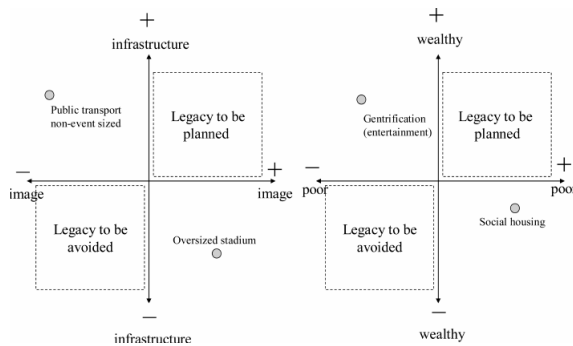 +
infrastructure
Public transport
non-event sized
Legacy to be
planned
−
image
+
image
Legacy to be
avoided
Oversized stadium
−
infrastructure
+
wealthy
Gentrification
(entertainment)
Legacy to be
planned
−
poor
+
poor
Legacy to be
avoided
Social housing
−
wealthy